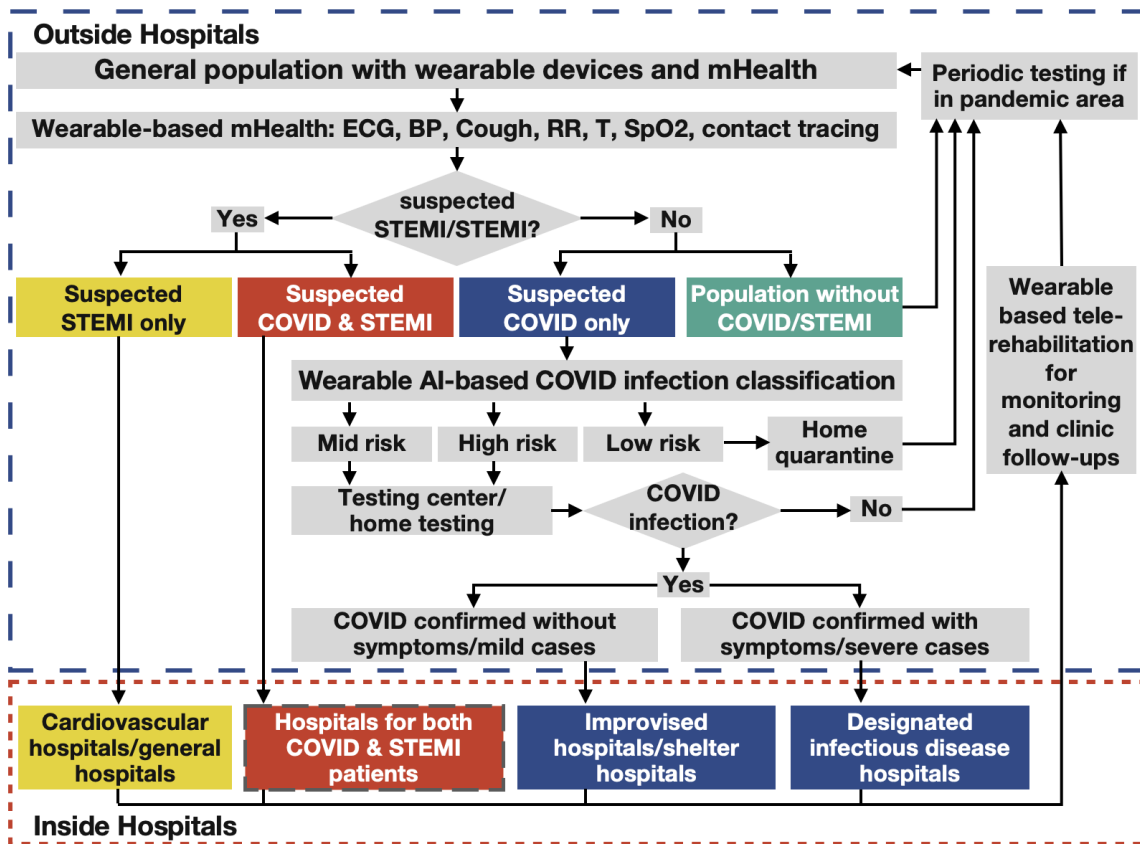 Outside Hospitals
General population with wearable devices and mHealth
Periodic testing if
in pandemic area
Wearable-based mHealth: ECG, BP, Cough, RR, T, SpO2, contact tracing
suspected
STEMI/STEMI?
Yes
No
Suspected
STEMI only
Suspected
COVID & STEMI
Suspected
COVID only
Population without
COVID/STEMI
Wearable
based tele-
rehabilitation
for
monitoring
and clinic
follow-ups
Wearable AI-based COVID infection classification
Mid risk
High risk
Low risk
Home
quarantine
Testing center/
home testing
COVID
infection?
No
Yes
COVID confirmed without
symptoms/mild cases
COVID confirmed with
symptoms/severe cases
Cardiovascular
hospitals/general
hospitals
Hospitals for both
COVID & STEMI
patients
Improvised
hospitals/shelter
hospitals
Designated
infectious disease
hospitals
Inside Hospitals